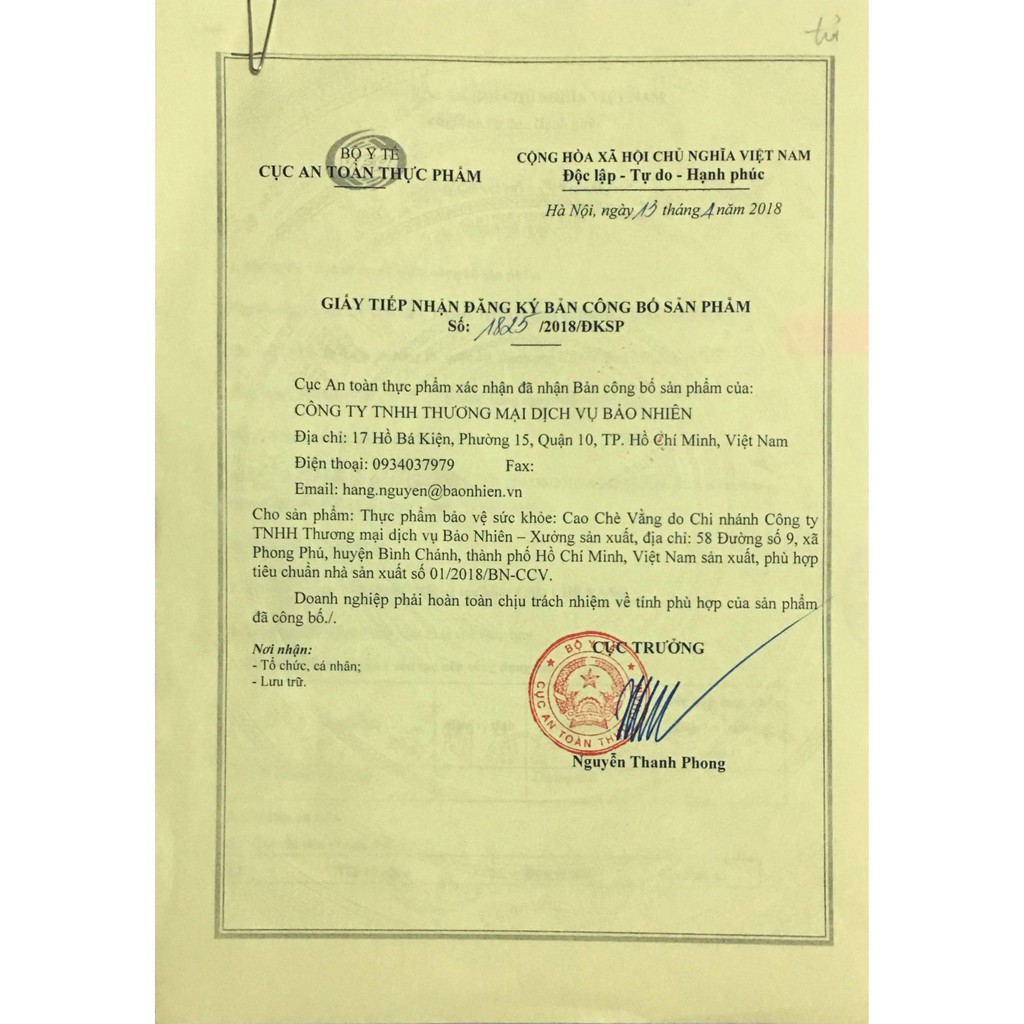 tủ
BỘ Y TẾ
CỤC AN TOÀN THỰC PHẨM
CỘNG HÒA XÃ HỘI CHỦ NGHĨA VIỆT NAM
Độc lập - Tự do - Hạnh phúc
Hà Nội, ngày 13 tháng 4 năm 2018
GIẤY TIẾP NHẬN ĐĂNG KÝ BẢN CÔNG BỐ SẢN PHẨM
Số: 1825 /2018/ĐKSP
Cục An toàn thực phẩm xác nhận đã nhận Bản công bố sản phẩm của:
CÔNG TY TNHH THƯƠNG MẠI DỊCH VỤ BẢO NHIÊN
Địa chỉ: 17 Hồ Bá Kiện, Phường 15, Quận 10, TP. Hồ Chí Minh, Việt Nam
Điện thoại: 0934037979 Fax:
Email: hang.nguyen@baonhien.vn
Cho sản phẩm: Thực phẩm bảo vệ sức khỏe: Cao Chè Vằng do Chi nhánh Công ty
TNHH Thương mại dịch vụ Bảo Nhiên – Xưởng sản xuất, địa chỉ: 58 Đường số 9, xã
Phong Phú, huyện Bình Chánh, thành phố Hồ Chí Minh, Việt Nam sản xuất, phù hợp
tiêu chuẩn nhà sản xuất số 01/2018/BN-CCV.
Doanh nghiệp phải hoàn toàn chịu trách nhiệm về tính phù hợp của sản phẩm
đã công bố./.
Nơi nhận:
- Tổ chức, cá nhân;
- Lưu trữ.
CỤC TRƯỞNG
BỘ Y TẾ
CỤC AN TOÀN
Nguyễn Thanh Phong